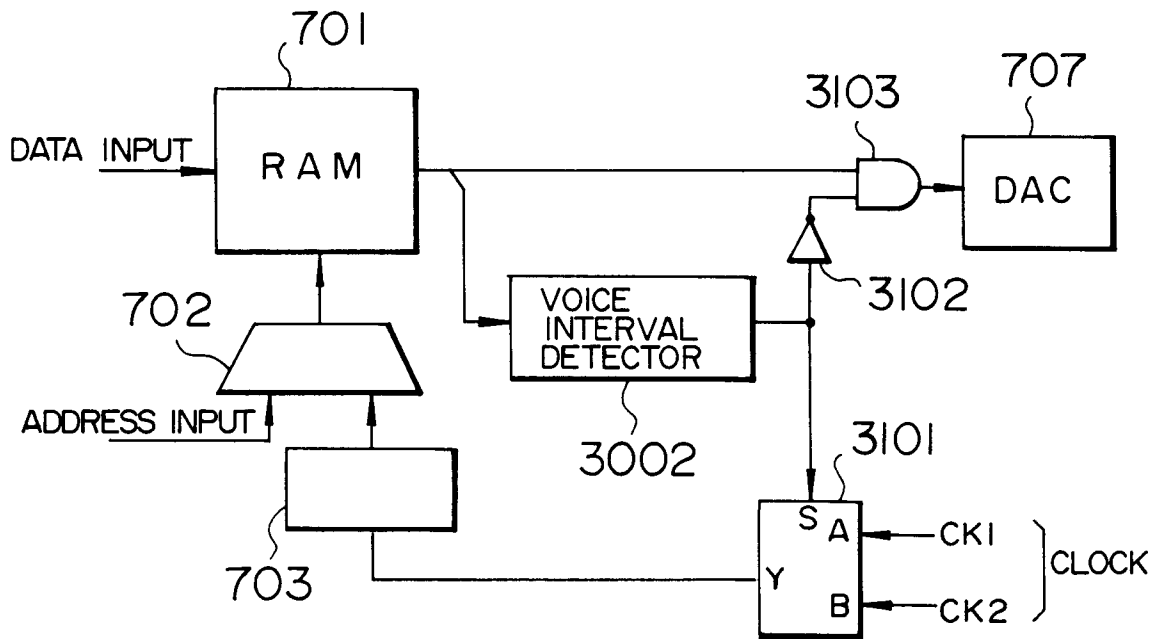 701
3103
707
DATA INPUT
RAM
DAC
702
VOICE
INTERVAL
DETECTOR
3102
ADDRESS INPUT
3002
3101
703
S
A
CK1
Y
B
CK2
CLOCK